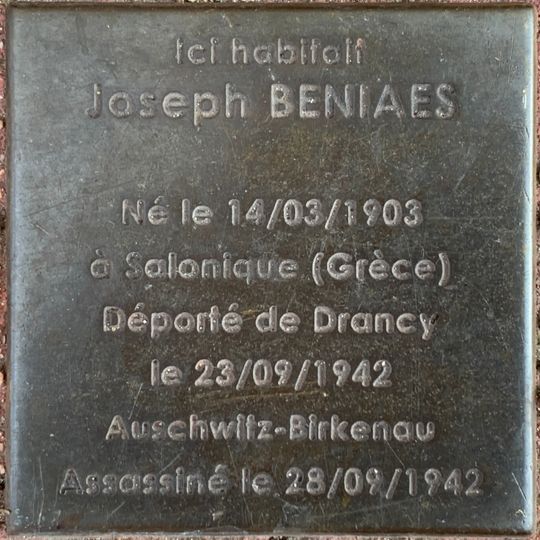 Ici habitait
Joseph BENIAES
Né le 14/03/1903
à Salonique (Grèce)
Déporté de Drancy
le 23/09/1942
Auschwitz-Birkenau
Assassiné le 28/09/1942